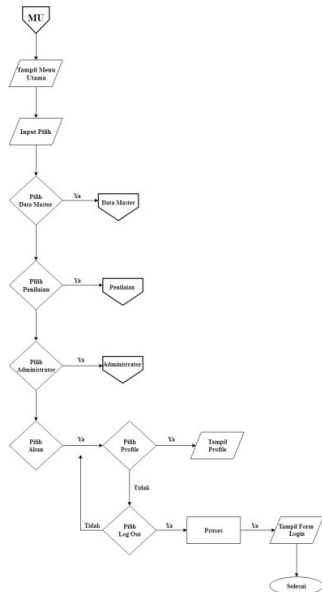 MU
Tampil Menu
Utama
Input Pilih
Pilih
Data Master
Ya
Data Master
Pilih
Penilaian
Ya
Penilaian
Pilih
Administrator
Ya
Administrator
Pilih
Akun
Ya
Pilih
Profile
Ya
Tampil
Profile
Tidak
Tidak
Pilih
Log Out
Ya
Proses
Ya
Tampil Form
Login
Selesai